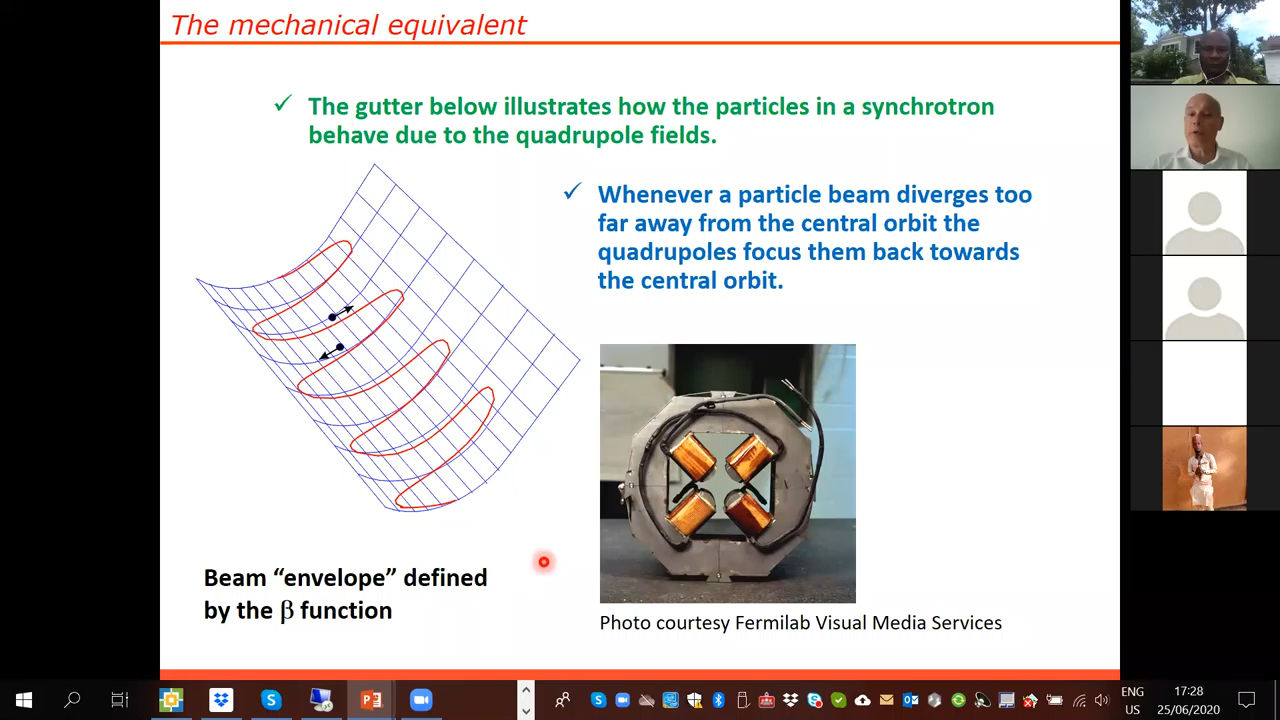 The mechanical equivalent
✓ The gutter below illustrates how the particles in a synchrotron
behave due to the quadrupole fields.
✓ Whenever a particle beam diverges too
far away from the central orbit the
quadrupoles focus them back towards
the central orbit.
Beam “envelope” defined
by the β function
Photo courtesy Fermilab Visual Media Services
ENG
US
17:28
25/06/2020